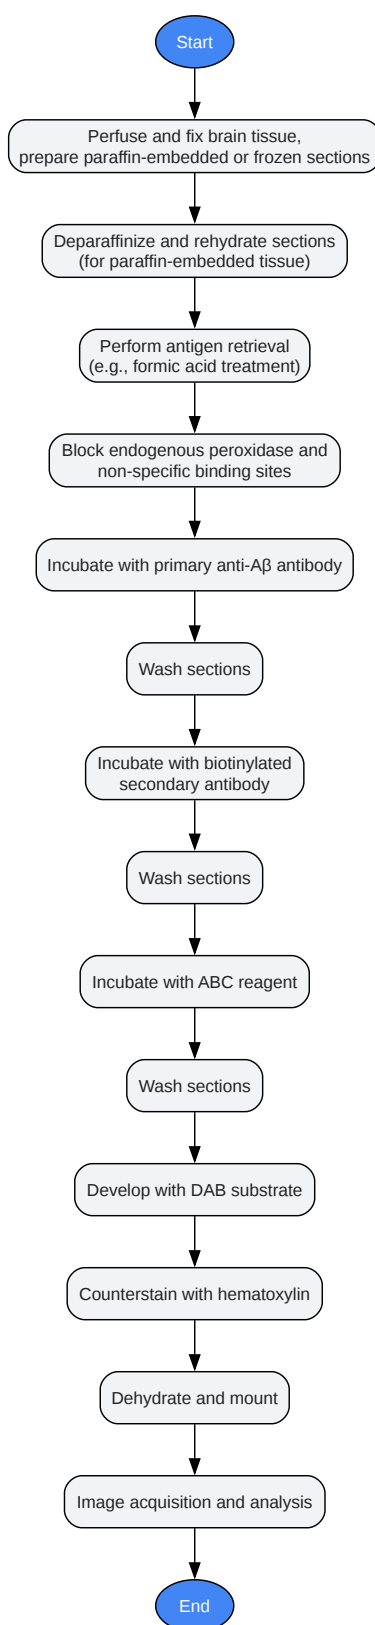 Start
Perfuse and fix brain tissue,
prepare paraffin-embedded or frozen sections
Deparaffinize and rehydrate sections
(for paraffin-embedded tissue)
Perform antigen retrieval
(e.g., formic acid treatment)
Block endogenous peroxidase and
non-specific binding sites
Incubate with primary anti-Aβ antibody
Wash sections
Incubate with biotinylated
secondary antibody
Wash sections
Incubate with ABC reagent
Wash sections
Develop with DAB substrate
Counterstain with hematoxylin
Dehydrate and mount
Image acquisition and analysis
End